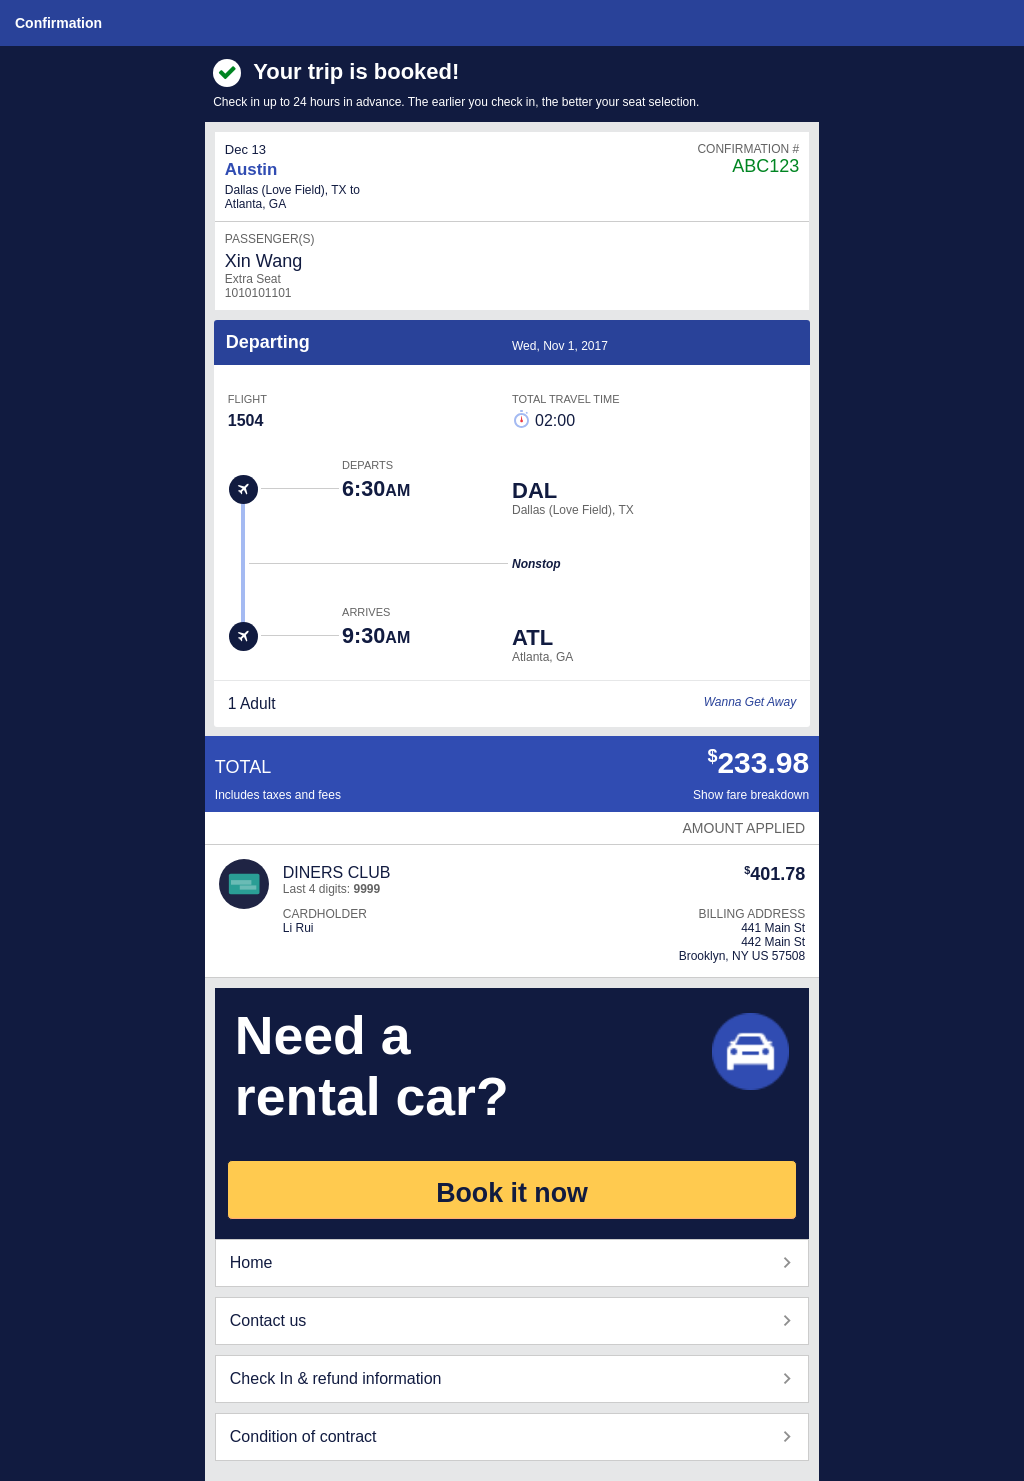 Confirmation
Your trip is booked!
Check in up to 24 hours in advance. The earlier you check in, the better your seat selection.
Dec 13
CONFIRMATION #
Austin
ABC123
Dallas (Love Field), TX to
Atlanta, GA
PASSENGER(S)
Xin Wang
Extra Seat
1010101101
Departing
Wed, Nov 1, 2017
FLIGHT
TOTAL TRAVEL TIME
1504
02:00
DEPARTS
6:30AM
DAL
Dallas (Love Field), TX
Nonstop
ARRIVES
9:30AM
ATL
Atlanta, GA
1 Adult
Wanna Get Away
TOTAL
$233.98
Includes taxes and fees
Show fare breakdown
AMOUNT APPLIED
DINERS CLUB
$401.78
Last 4 digits: 9999
CARDHOLDER
BILLING ADDRESS
Li Rui
441 Main St
442 Main St
Brooklyn, NY US 57508
Need a
rental car?
Book it now
Home
Contact us
Check In & refund information
Condition of contract